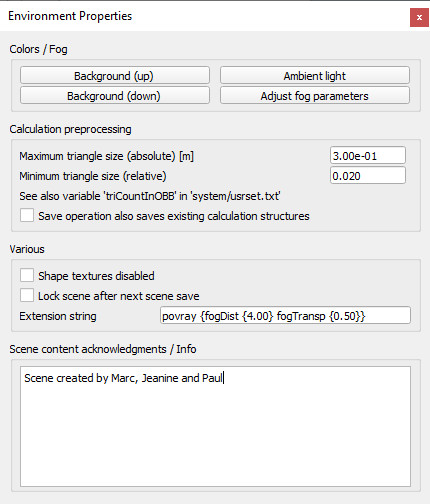 Environment Properties
x
Colors / Fog
Background (up) Ambient light
Background (down) Adjust fog parameters
Calculation preprocessing
Maximum triangle size (absolute) [m] 3.00e-01
Minimum triangle size (relative) 0.020
See also variable 'triCountInOBB' in 'system/usrset.txt'
Save operation also saves existing calculation structures
Various
Shape textures disabled
Lock scene after next scene save
Extension string povray {fogDist {4.00} fogTransp {0.50}}
Scene content acknowledgments / Info
Scene created by Marc, Jeanine and Paul